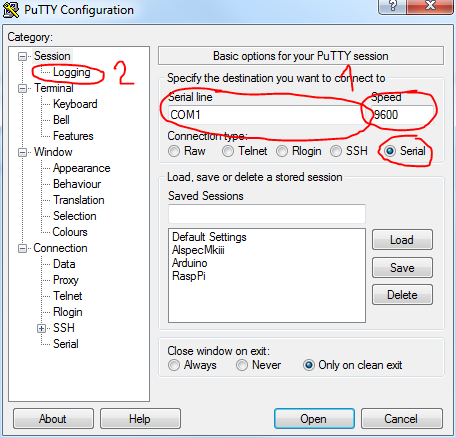 PuTTY Configuration
Category:
Session
Logging 2
Terminal
Keyboard
Bell
Features
Window
Appearance
Behaviour
Translation
Selection
Colours
Connection
Data
Proxy
Telnet
Rlogin
SSH
Serial
Basic options for your PuTTY session
Specify the destination you want to connect to
1
Serial line Speed
COM1 9600
Connection type:
Raw Telnet Rlogin SSH Serial
Load, save or delete a stored session
Saved Sessions
Default Settings
AlspecMkiii
Arduino
RaspPi
Load
Save
Delete
Close window on exit:
Always Never Only on clean exit
About Help Open Cancel